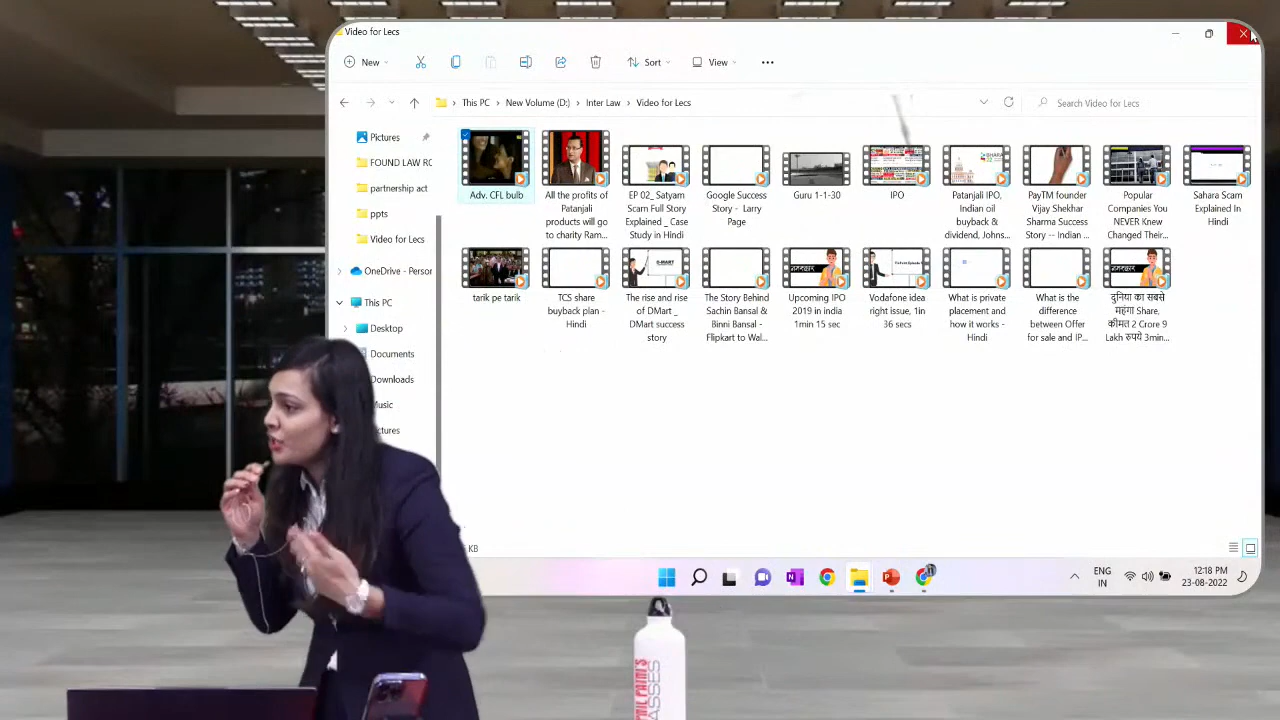 Video for Lecs
New
Sort
View
This PC
New Volume (D:)
Inter Law
Video for Lecs
Search Video for Lecs
Pictures
FOUND LAW RC
partnership act
ppts
Video for Lecs
OneDrive - Person
This PC
Desktop
Documents
Downloads
Music
ctures
Adv. CFL bulb
All the profits of
Patanjali
products will go
to charity Ram...
EP 02_ Satyam
Scam Full Story
Explained _ Case
Study in Hindi
Google Success
Story - Larry
Page
Guru 1-1-30
IPO
Patanjali IPO,
Indian oil
buyback &
dividend, Johns...
PayTM founder
Vijay Shekhar
Sharma Success
Story -- Indian ...
Popular
Companies You
NEVER Knew
Changed Their...
Sahara Scam
Explained In
Hindi
tarik pe tarik
TCS share
buyback plan -
Hindi
The rise and rise
of DMart _
DMart success
story
The Story Behind
Sachin Bansal &
Binni Bansal -
Flipkart to Wal...
Upcoming IPO
2019 in india
1min 15 sec
Vodafone idea
right issue, 1in
36 secs
What is private
placement and
how it works -
Hindi
What is the
difference
between Offer
for sale and IP...
दुनिया का सबसे
महंगा Share,
कीमत 2 Crore 9
Lakh रुपये 3min...
KB
ENG
IN
12:18 PM
23-08-2022